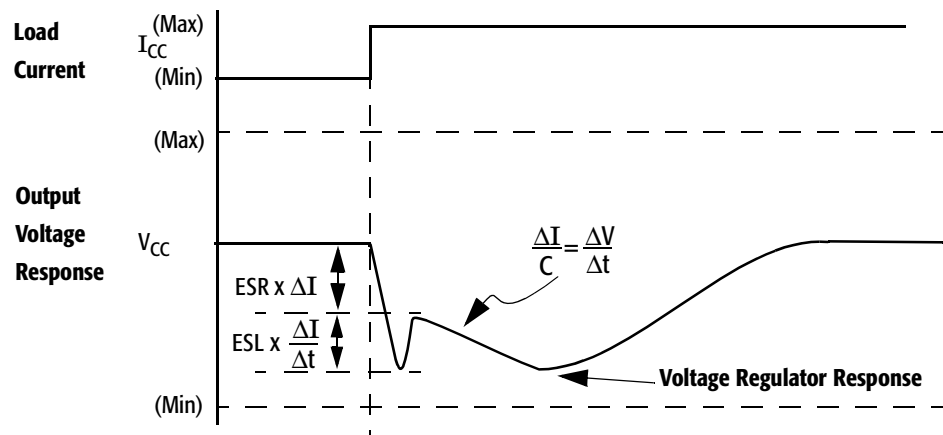 Load
Current
(Max)
I_CC
(Min)
(Max)
Output
Voltage
Response
V_CC
ESR x ΔI
ESL x ΔI/Δt
ΔI/C = ΔV/Δt
Voltage Regulator Response
(Min)